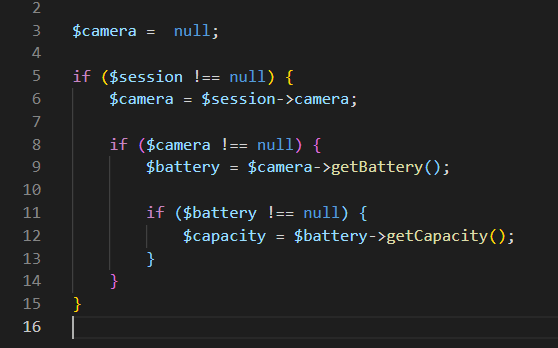 2
3 $camera =  null;
4
5 if ($session !== null) {
6     $camera = $session->camera;
7
8     if ($camera !== null) {
9         $battery = $camera->getBattery();
10
11         if ($battery !== null) {
12             $capacity = $battery->getCapacity();
13         }
14     }
15 }
16